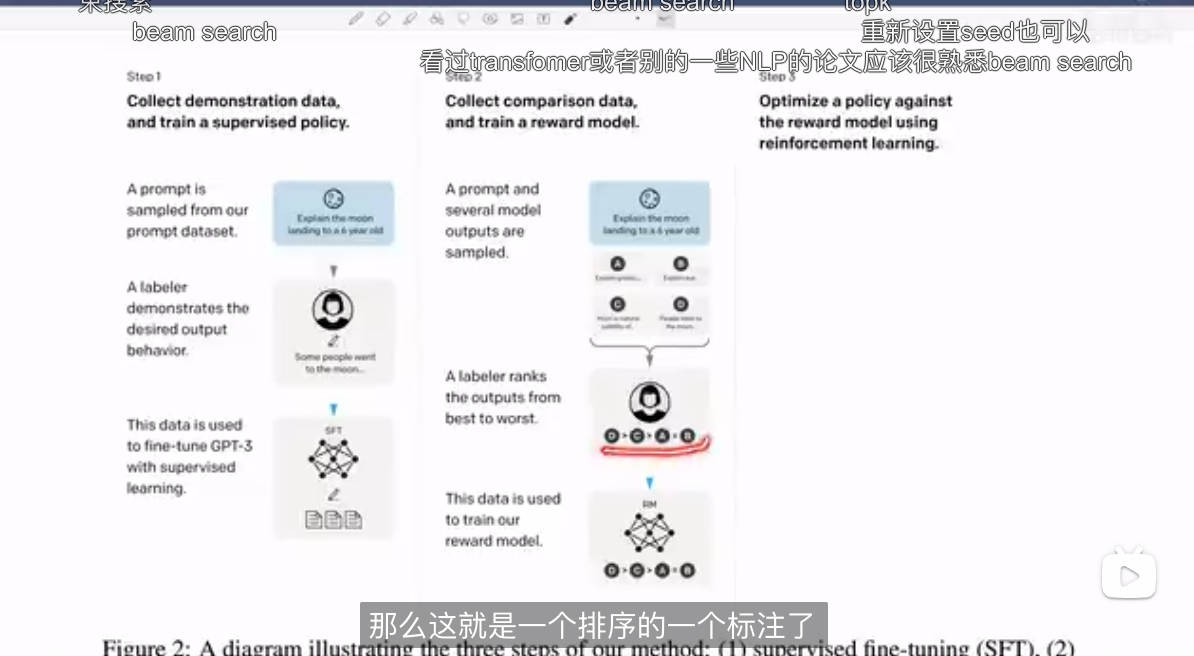 束搜索
beam search
topk
beam search
重新设置seed也可以
看过transfomer或者别的一些NLP的论文应该很熟悉beam search
Step 1
Collect demonstration data,
and train a supervised policy.
A prompt is
sampled from our
prompt dataset.
Explain the moon
landing to a 6 year old
A labeler
demonstrates the
desired output
behavior.
Some people went
to the moon...
This data is used
to fine-tune GPT-3
with supervised
learning.
SFT
Step 2
Collect comparison data,
and train a reward model.
A prompt and
several model
outputs are
sampled.
Explain the moon
landing to a 6 year old
A
B
Explain gravity...
Explain war...
C
D
Moon is natural
satellite of...
People went to
the moon...
A labeler ranks
the outputs from
best to worst.
D > C > A = B
This data is used
to train our
reward model.
RM
D > C > A = B
Step 3
Optimize a policy against
the reward model using
reinforcement learning.
那么这就是一个排序的一个标注了
Figure 2: A diagram illustrating the three steps of our method: (1) supervised fine-tuning (SFT), (2)